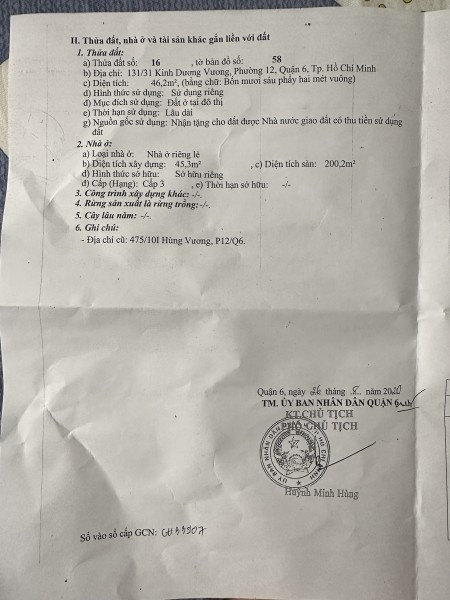 II. Thửa đất, nhà ở và tài sản khác gắn liền với đất
1. Thửa đất:
a) Thửa đất số: 16 , tờ bản đồ số: 58
b) Địa chỉ: 131/31 Kinh Dương Vương, Phường 12, Quận 6, Tp. Hồ Chí Minh
c) Diện tích: 46,2m², (bằng chữ: Bốn mươi sáu phẩy hai mét vuông)
d) Hình thức sử dụng: Sử dụng riêng
đ) Mục đích sử dụng: Đất ở tại đô thị
e) Thời hạn sử dụng: Lâu dài
g) Nguồn gốc sử dụng: Nhận tặng cho đất được Nhà nước giao đất có thu tiền sử dụng
đất
2. Nhà ở:
a) Loại nhà ở: Nhà ở riêng lẻ
b) Diện tích xây dựng: 45,3m² , c) Diện tích sàn: 200,2m²
d) Hình thức sở hữu: Sở hữu riêng
đ) Cấp (Hạng): Cấp 3 , e) Thời hạn sở hữu: -/-
3. Công trình xây dựng khác: -/-.
4. Rừng sản xuất là rừng trồng: -/-.
5. Cây lâu năm: -/-.
6. Ghi chú:
- Địa chỉ cũ: 475/10I Hùng Vương, P12/Q6.
Quận 6, ngày 26 tháng 8 năm 2020
TM. ỦY BAN NHÂN DÂN QUẬN 6
KT.CHỦ TỊCH
PHÓ CHỦ TỊCH
Huỳnh Minh Hùng
Số vào sổ cấp GCN: CH33907